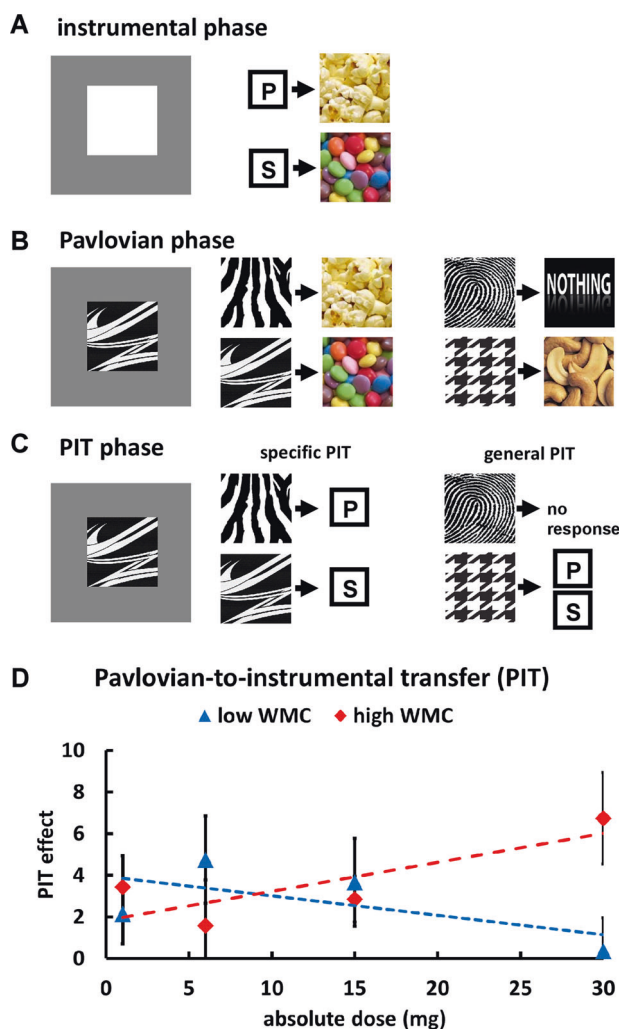 A instrumental phase
P
S
B Pavlovian phase
NOTHING
C PIT phase
specific PIT
general PIT
P
no
response
S
P
S
D Pavlovian-to-instrumental transfer (PIT)
low WMC high WMC
10
8
6
4
2
0
PIT effect
0 5 10 15 20 25 30
absolute dose (mg)